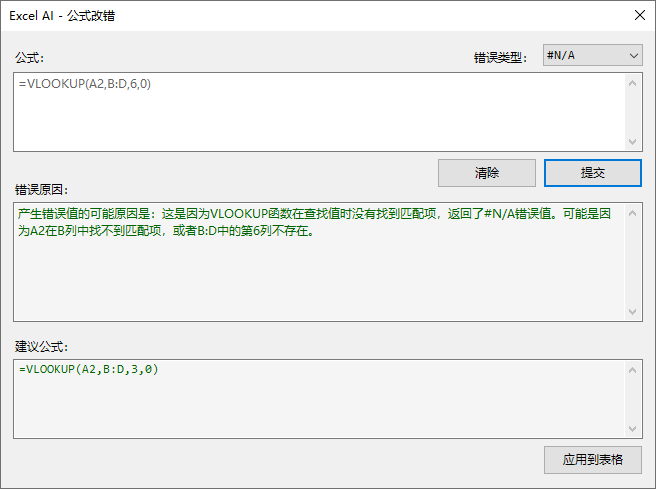 Excel AI - 公式改错
公式：
错误类型：
#N/A
=VLOOKUP(A2,B:D,6,0)
清除
提交
错误原因：
产生错误值的可能原因是：这是因为VLOOKUP函数在查找值时没有找到匹配项，返回了#N/A错误值。可能是因
为A2在B列中找不到匹配项，或者B:D中的第6列不存在。
建议公式：
=VLOOKUP(A2,B:D,3,0)
应用到表格